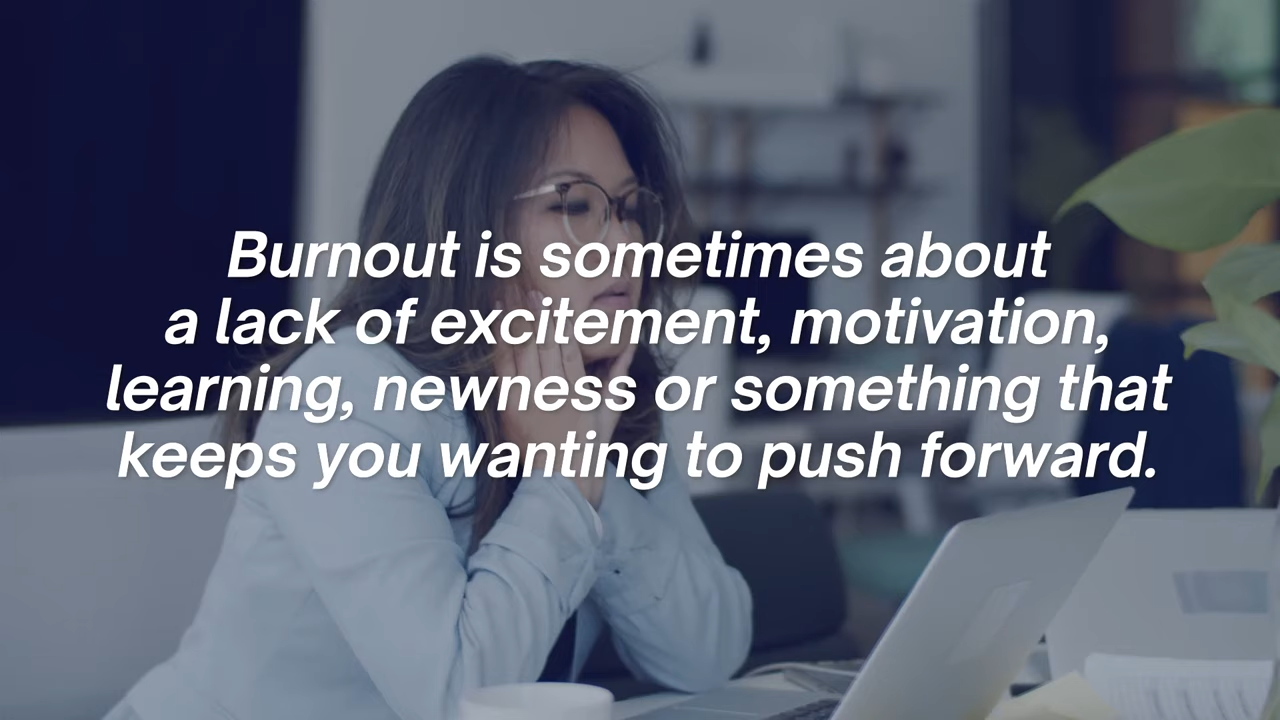 Burnout is sometimes about
a lack of excitement, motivation,
learning, newness or something that
keeps you wanting to push forward.